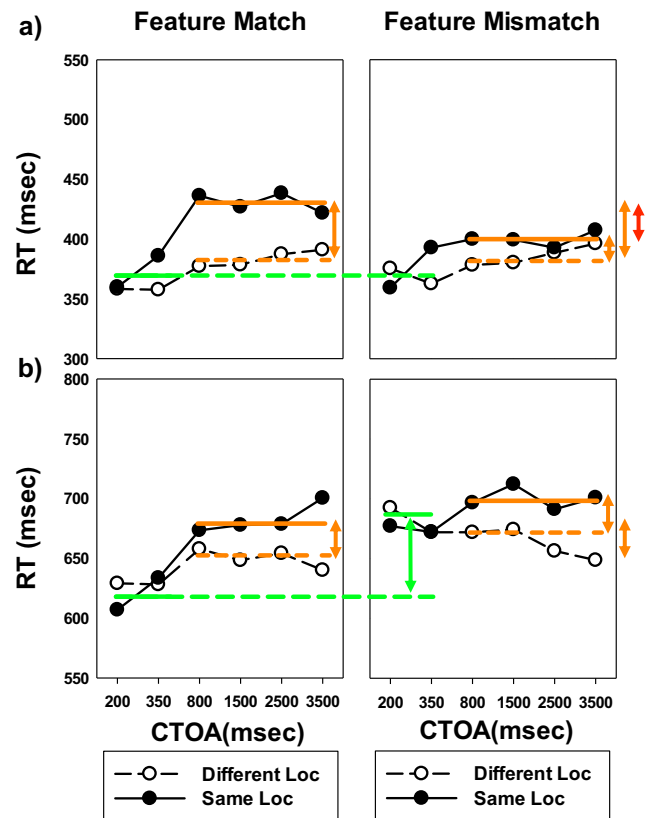 a)
Feature Match
Feature Mismatch
RT (msec)
550
500
450
400
350
300
b)
RT (msec)
800
750
700
650
600
550
200 350 800 1500 2500 3500
200 350 800 1500 2500 3500
CTOA(msec)
CTOA(msec)
Different Loc
Same Loc
Different Loc
Same Loc